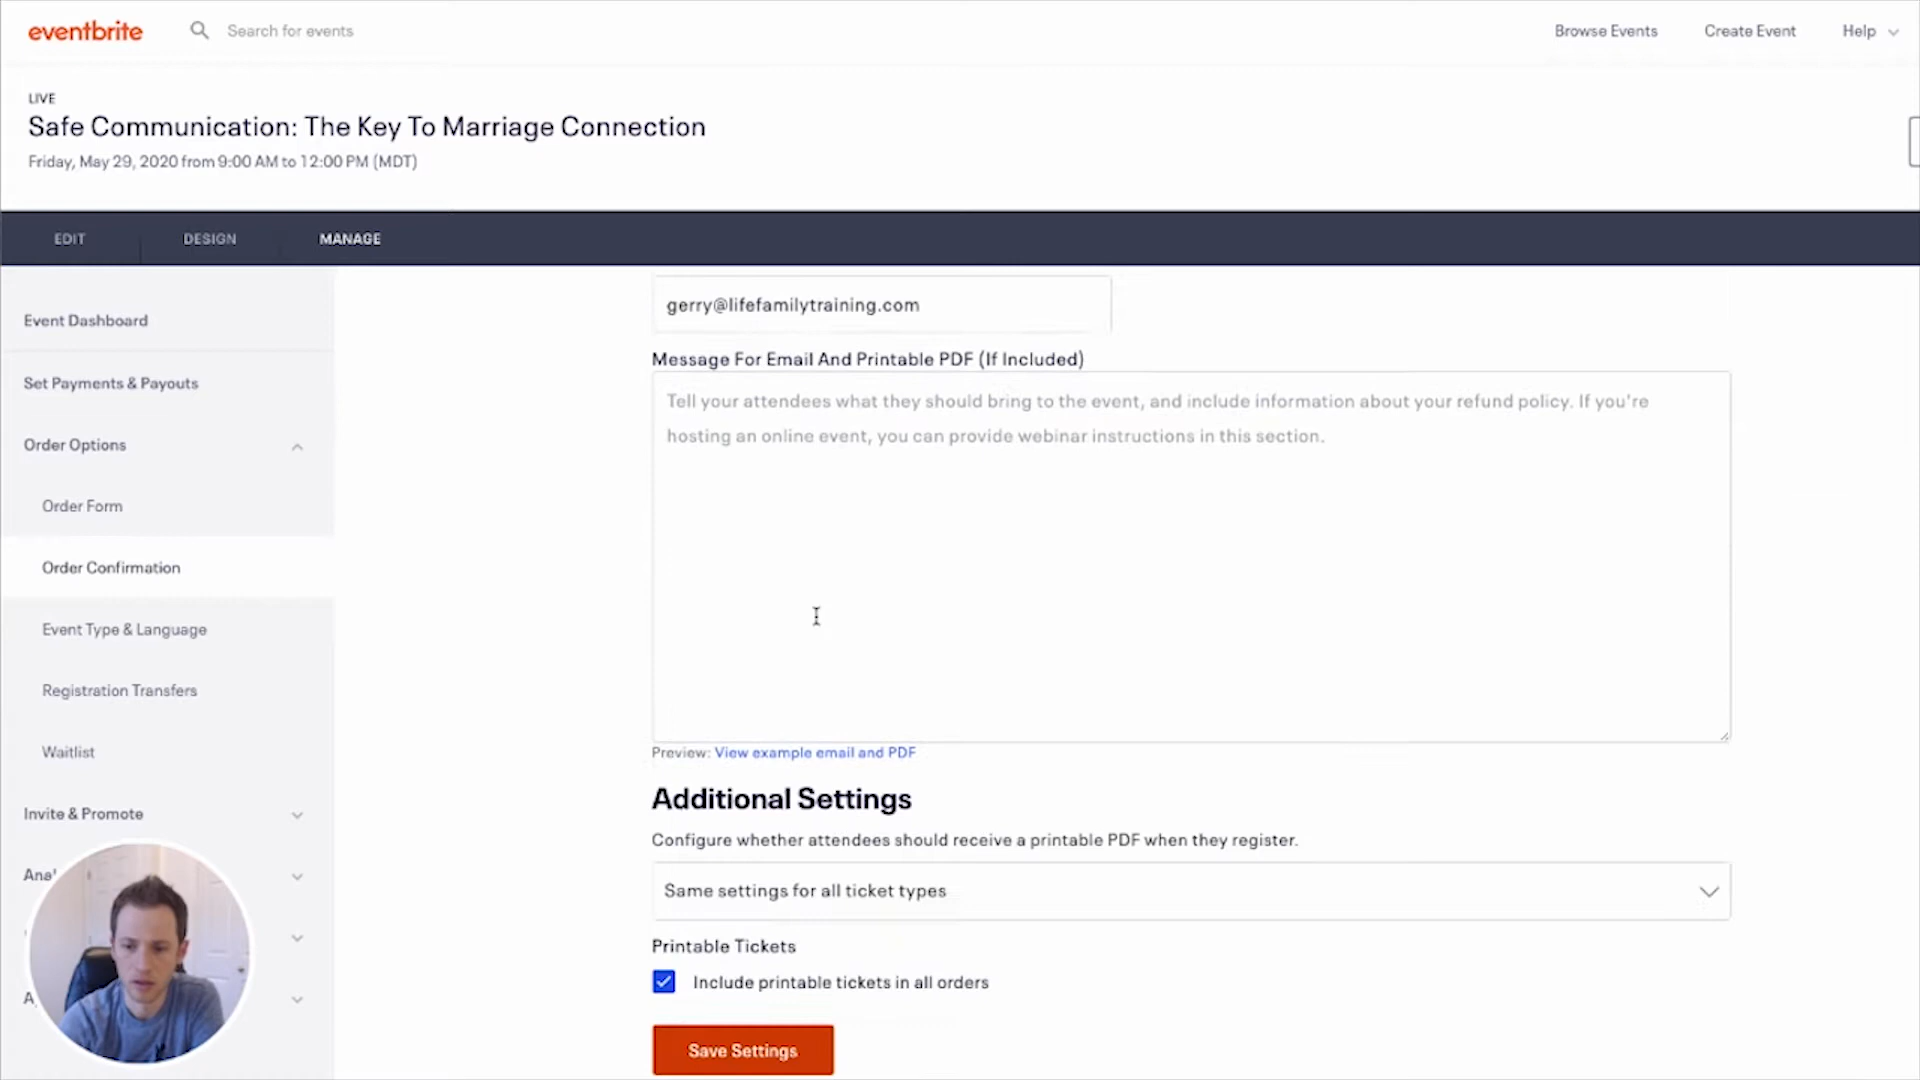 eventbrite
Search for events
Browse Events
Create Event
Help
LIVE
Safe Communication: The Key To Marriage Connection
Friday, May 29, 2020 from 9:00 AM to 12:00 PM (MDT)
EDIT
DESIGN
MANAGE
Event Dashboard
Set Payments & Payouts
Order Options
Order Form
Order Confirmation
Event Type & Language
Registration Transfers
Waitlist
Invite & Promote
gerry@lifefamilytraining.com
Message For Email And Printable PDF (If Included)
Tell your attendees what they should bring to the event, and include information about your refund policy. If you're
hosting an online event, you can provide webinar instructions in this section.
Preview: View example email and PDF
Additional Settings
Configure whether attendees should receive a printable PDF when they register.
Same settings for all ticket types
Printable Tickets
Include printable tickets in all orders
Save Settings